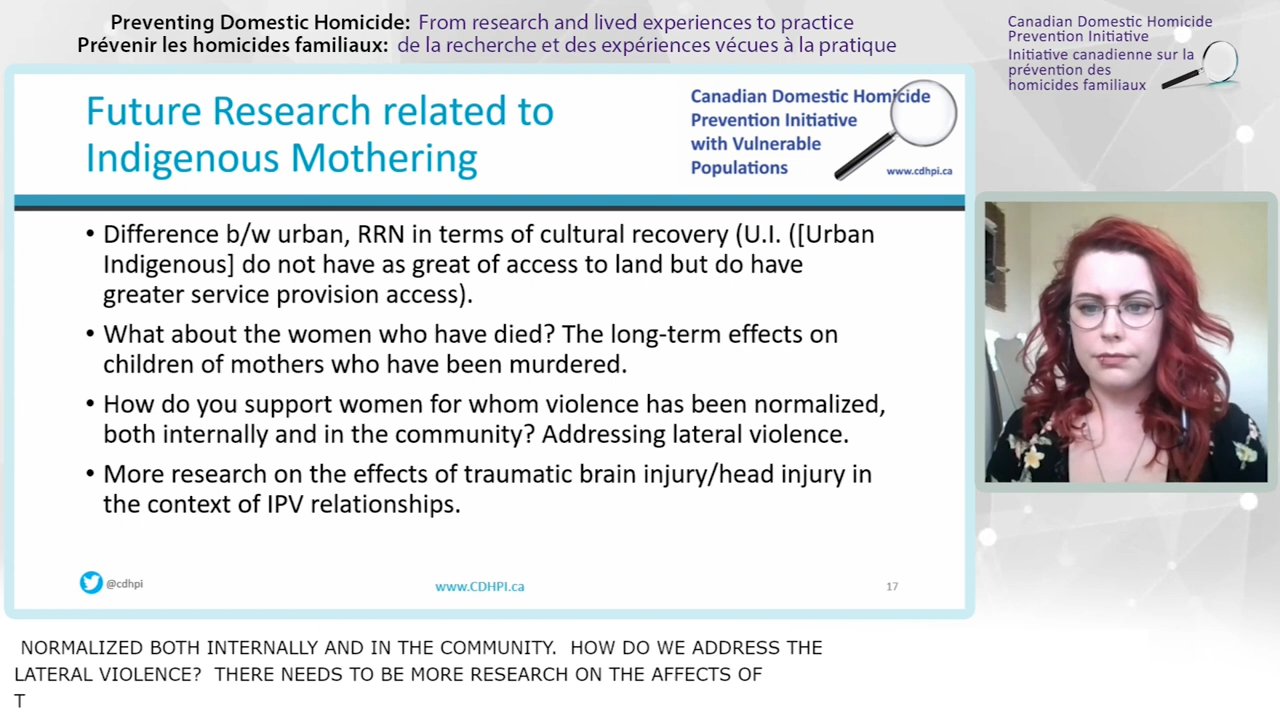 Preventing Domestic Homicide: From research and lived experiences to practice
Prévenir les homicides familiaux: de la recherche et des expériences vécues à la pratique
Canadian Domestic Homicide
Prevention Initiative
Initiative canadienne sur la
prévention des
homicides familiaux
Future Research related to
Indigenous Mothering
Canadian Domestic Homicide
Prevention Initiative
with Vulnerable
Populations
www.cdhpi.ca
• Difference b/w urban, RRN in terms of cultural recovery (U.I. ([Urban
Indigenous] do not have as great of access to land but do have
greater service provision access).
• What about the women who have died? The long-term effects on
children of mothers who have been murdered.
• How do you support women for whom violence has been normalized,
both internally and in the community? Addressing lateral violence.
• More research on the effects of traumatic brain injury/head injury in
the context of IPV relationships.
@cdhpi
www.CDHPI.ca
17
NORMALIZED BOTH INTERNALLY AND IN THE COMMUNITY.  HOW DO WE ADDRESS THE
LATERAL VIOLENCE?  THERE NEEDS TO BE MORE RESEARCH ON THE AFFECTS OF
T